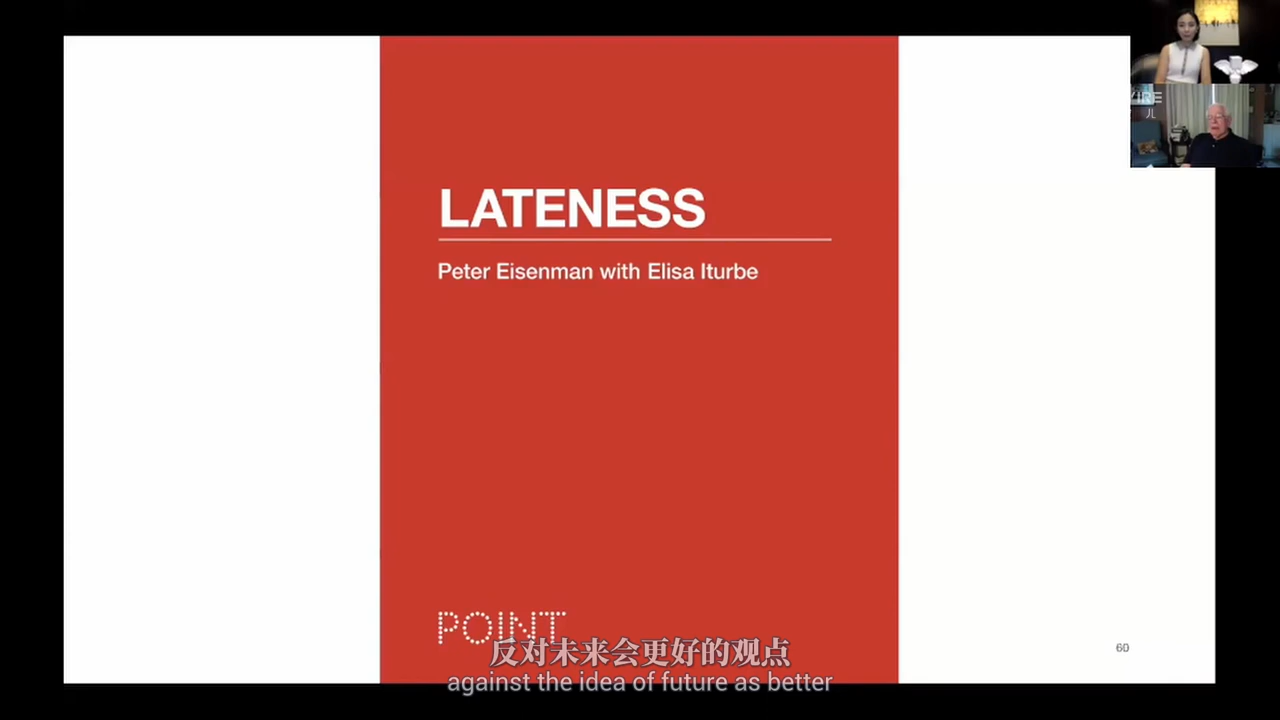 LATENESS
Peter Eisenman with Elisa Iturbe
POINT
反对未来会更好的观点
against the idea of future as better
60